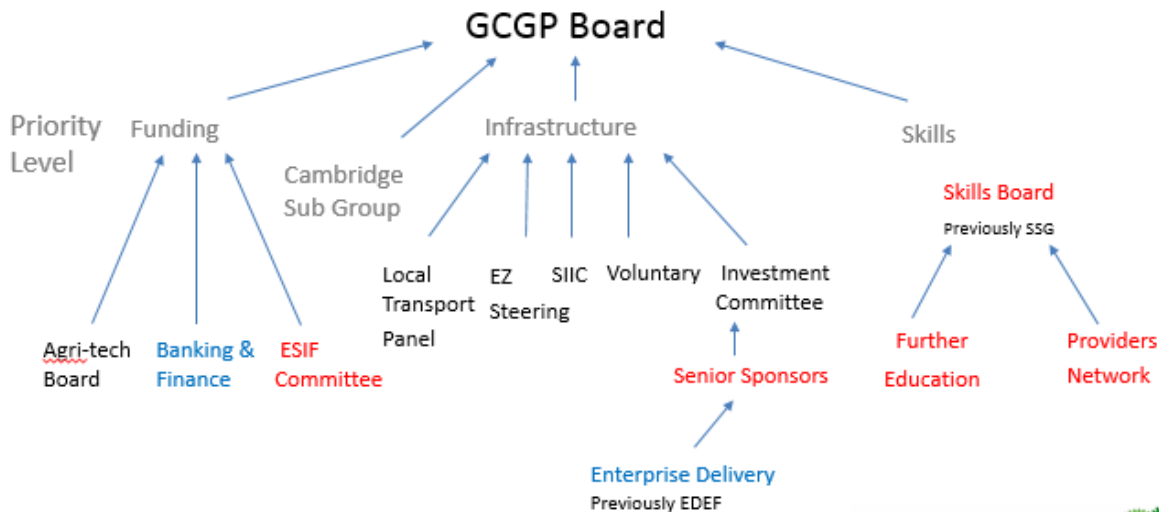 GCGP Board
Priority
Level
Funding
Infrastructure
Skills
Cambridge
Sub Group
Skills Board
Previously SSG
Local
Transport
Panel
EZ
Steering
SIIC
Voluntary
Investment
Committee
Agri-tech
Board
Banking &
Finance
ESIF
Committee
Senior Sponsors
Further
Education
Providers
Network
Enterprise Delivery
Previously EDEF